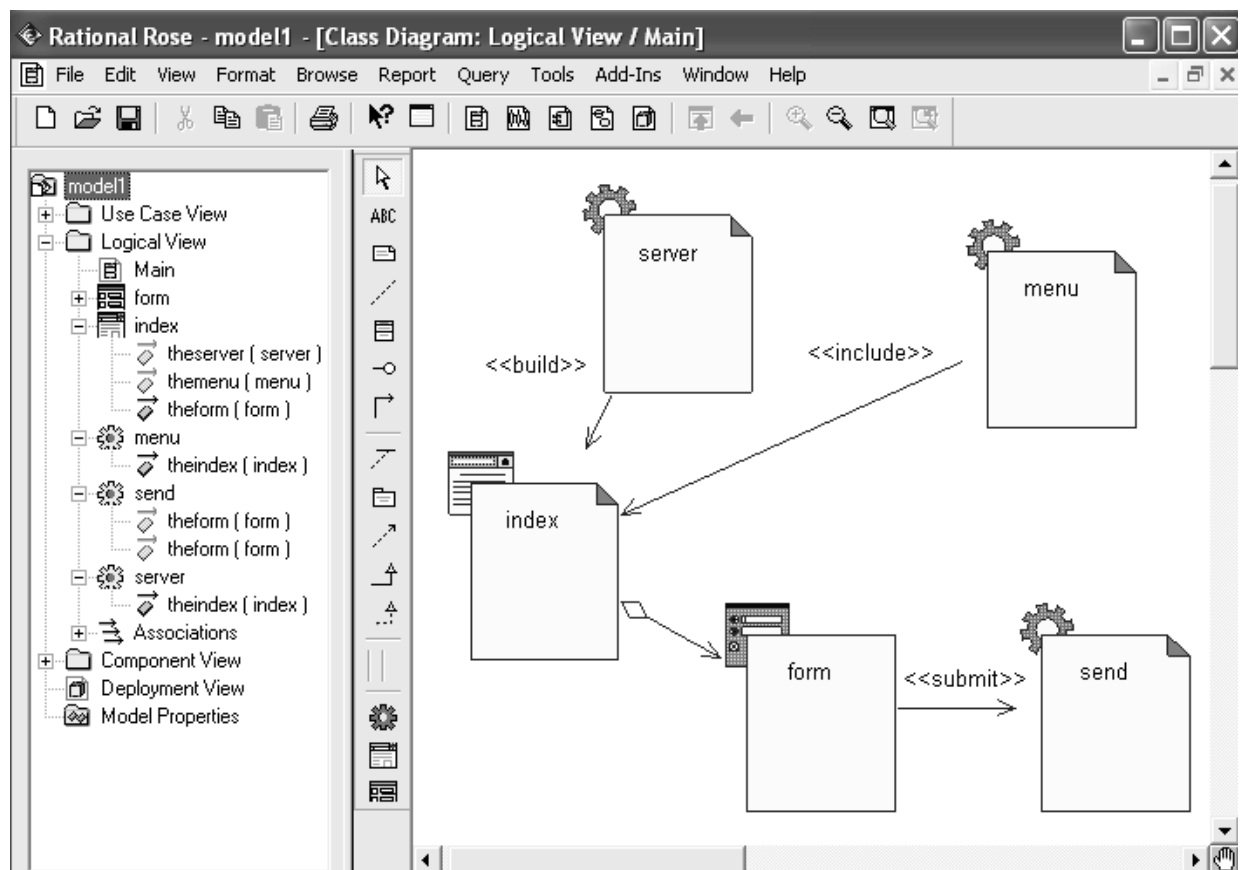 Rational Rose - model1 - [Class Diagram: Logical View / Main]
File Edit View Format Browse Report Query Tools Add-Ins Window Help
model1
Use Case View
Logical View
Main
form
index
theserver ( server )
themenu ( menu )
theform ( form )
menu
theindex ( index )
send
theform ( form )
theform ( form )
server
theindex ( index )
Associations
Component View
Deployment View
Model Properties
ABC
server
menu
<<build>>
<<include>>
index
form
<<submit>>
send